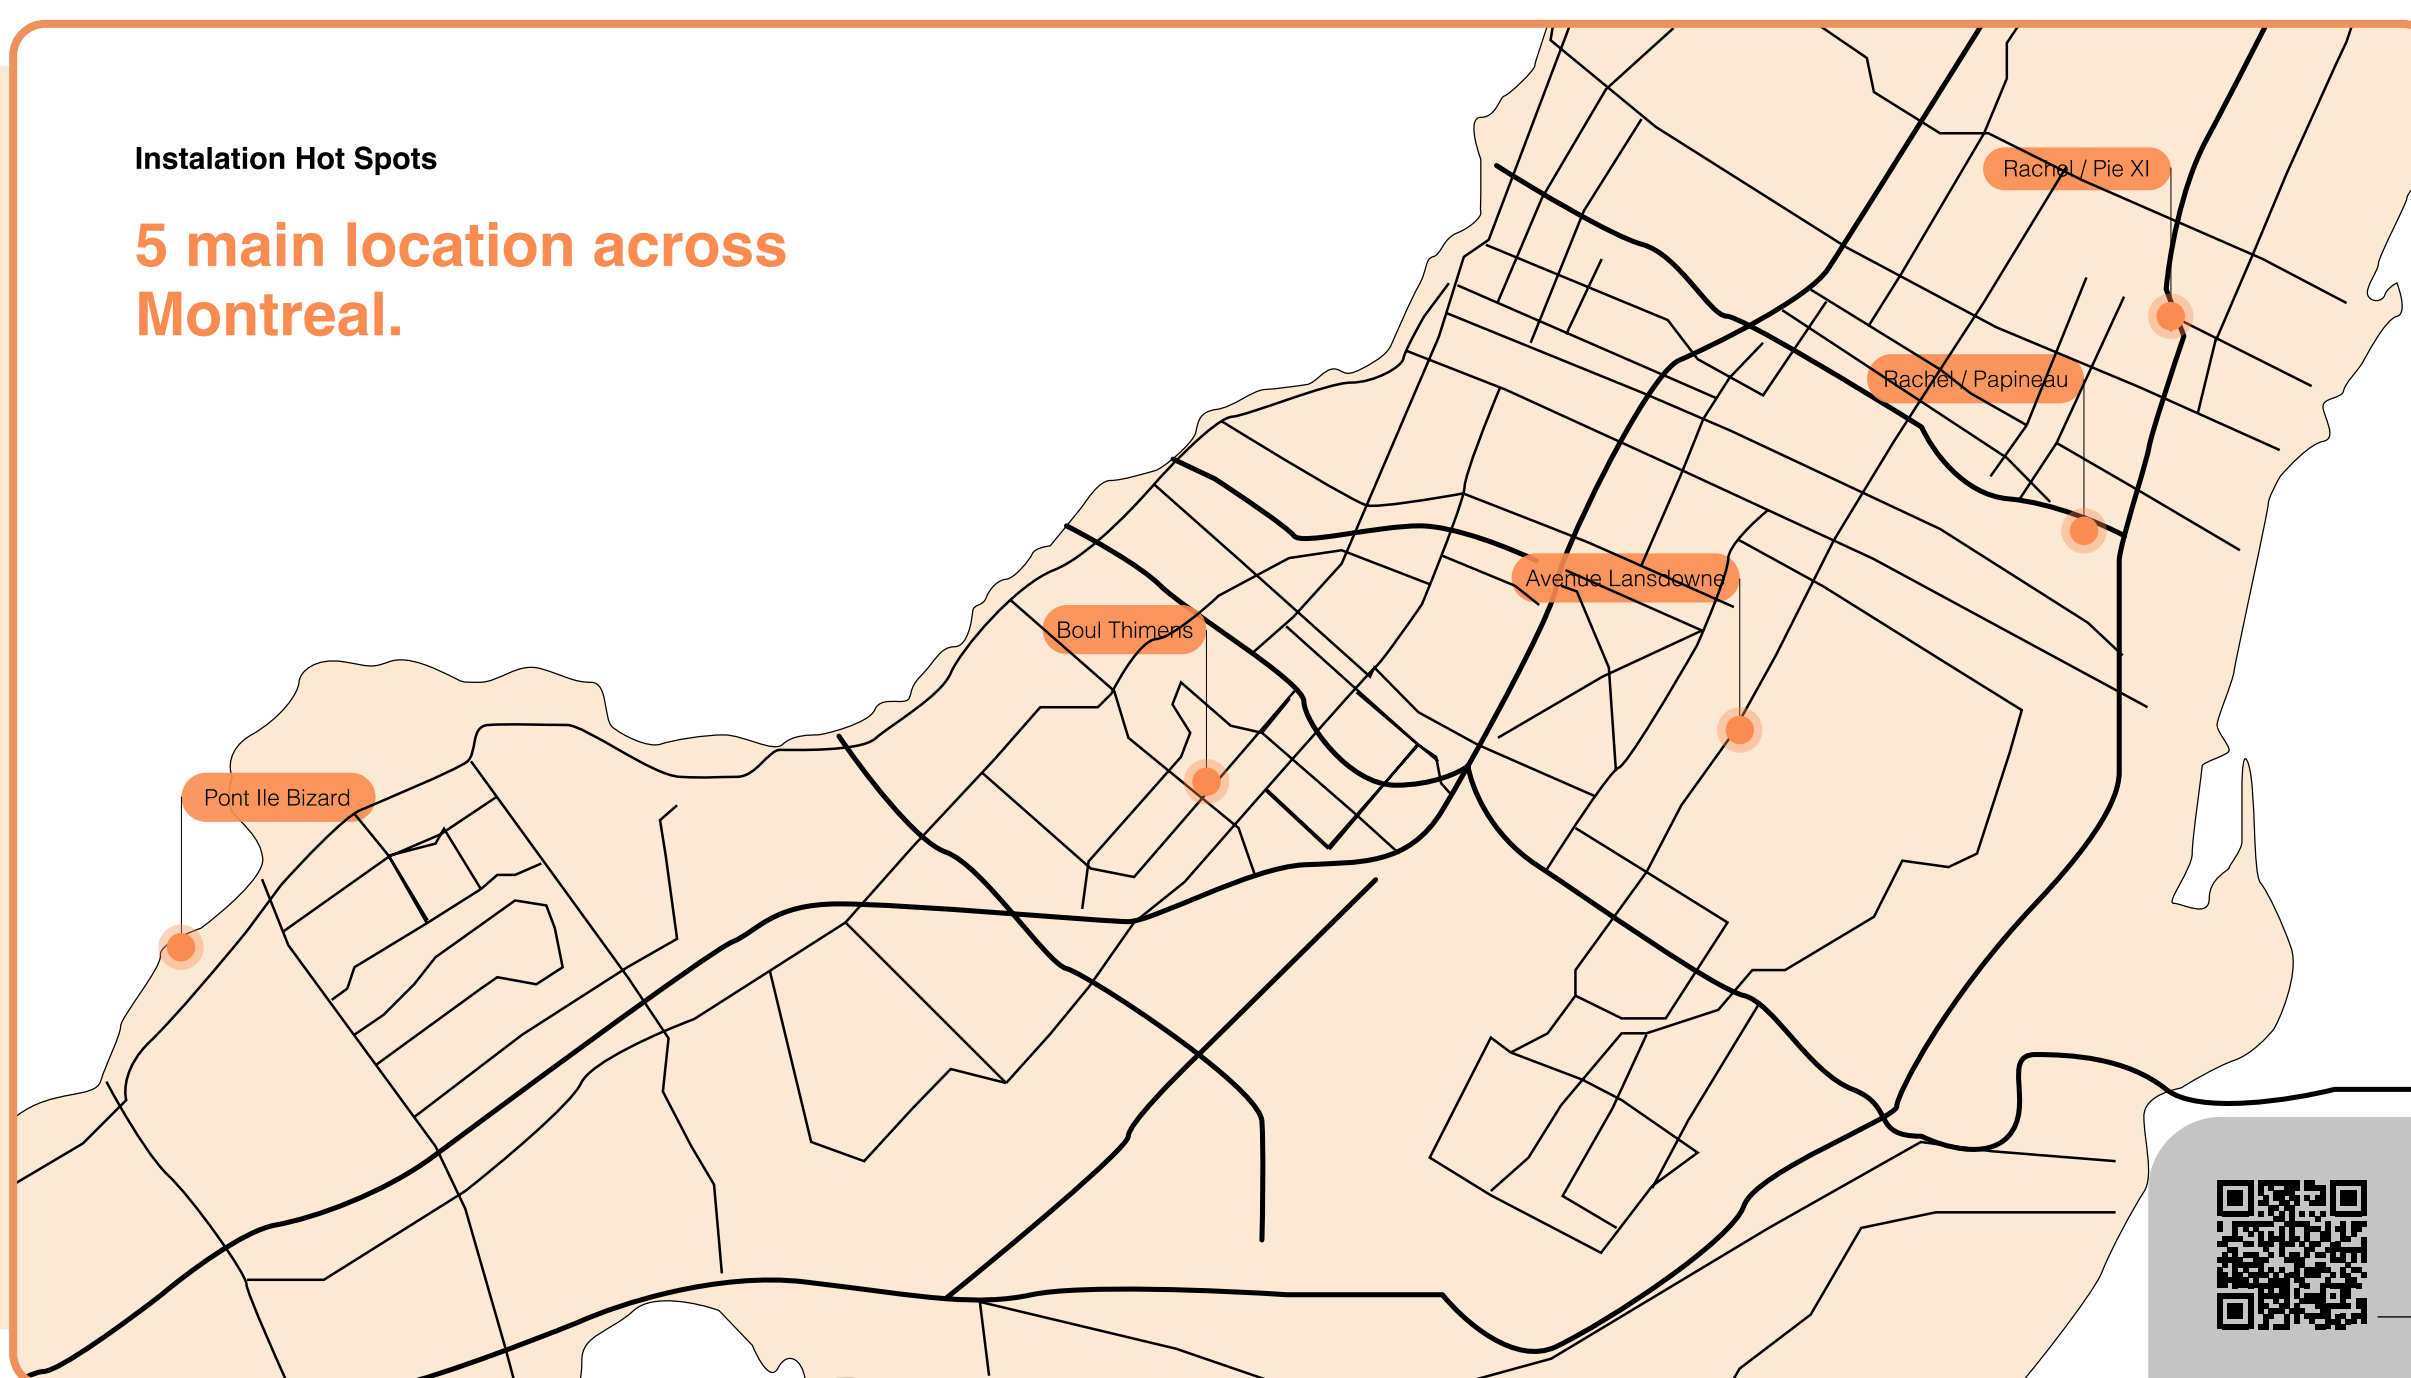 Instalation Hot Spots
5 main location across
Montreal.
Rachel / Pie XI
Rachel / Papineau
Avenue Lansdowne
Boul Thimens
Pont Ile Bizard